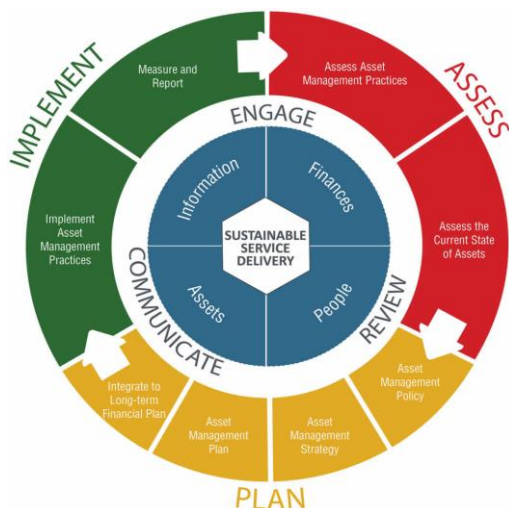 IMPLEMENT
Measure and
Report
Assess Asset
Management Practices
ASSESS
ENGAGE
Information
Finances
Implement
Asset
Management
Practices
SUSTAINABLE
SERVICE
DELIVERY
Assess the
Current State
of Assets
COMMUNICATE
Assets
People
REVIEW
Integrate to
Long-term
Financial Plan
Asset
Management
Plan
Asset
Management
Strategy
Asset
Management
Policy
PLAN